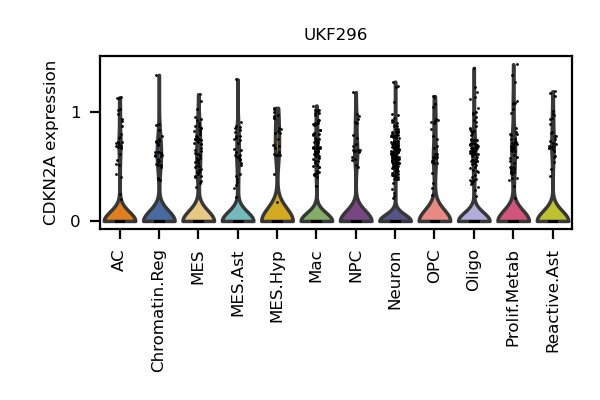 UKF296
CDKN2A expression
1
0
AC
Chromatin.Reg
MES
MES.Ast
MES.Hyp
Mac
NPC
Neuron
OPC
Oligo
Prolif.Metab
Reactive.Ast